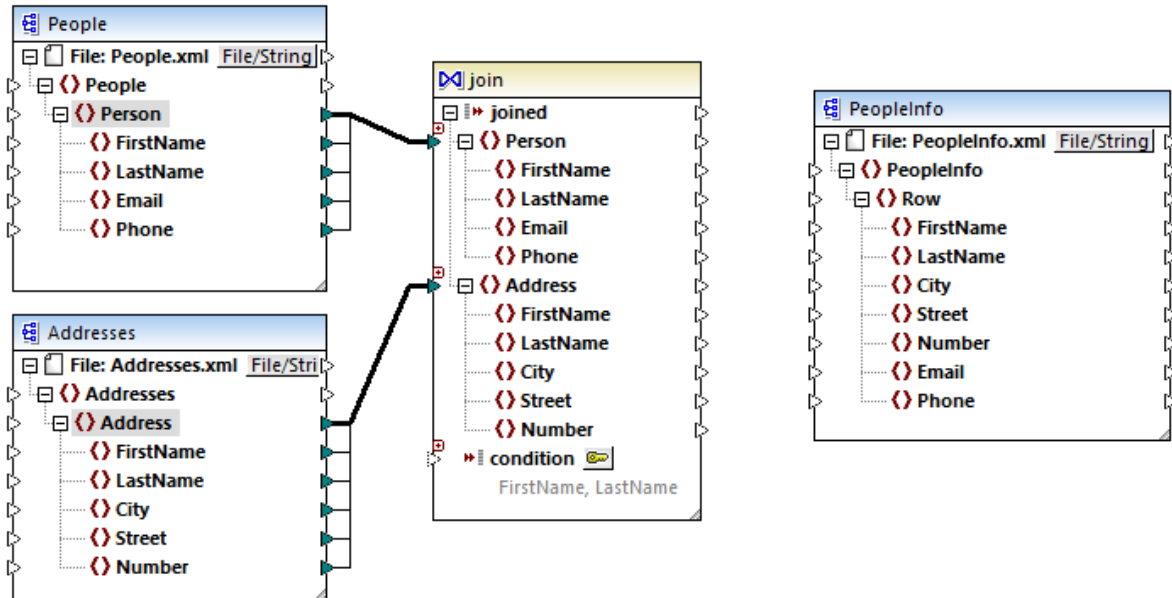 People
File: People.xml File/String
People
Person
FirstName
LastName
Email
Phone
Addresses
File: Addresses.xml File/Stri
Addresses
Address
FirstName
LastName
City
Street
Number
join
joined
Person
FirstName
LastName
Email
Phone
Address
FirstName
LastName
City
Street
Number
condition
FirstName, LastName
PeopleInfo
File: PeopleInfo.xml File/String
PeopleInfo
Row
FirstName
LastName
City
Street
Number
Email
Phone